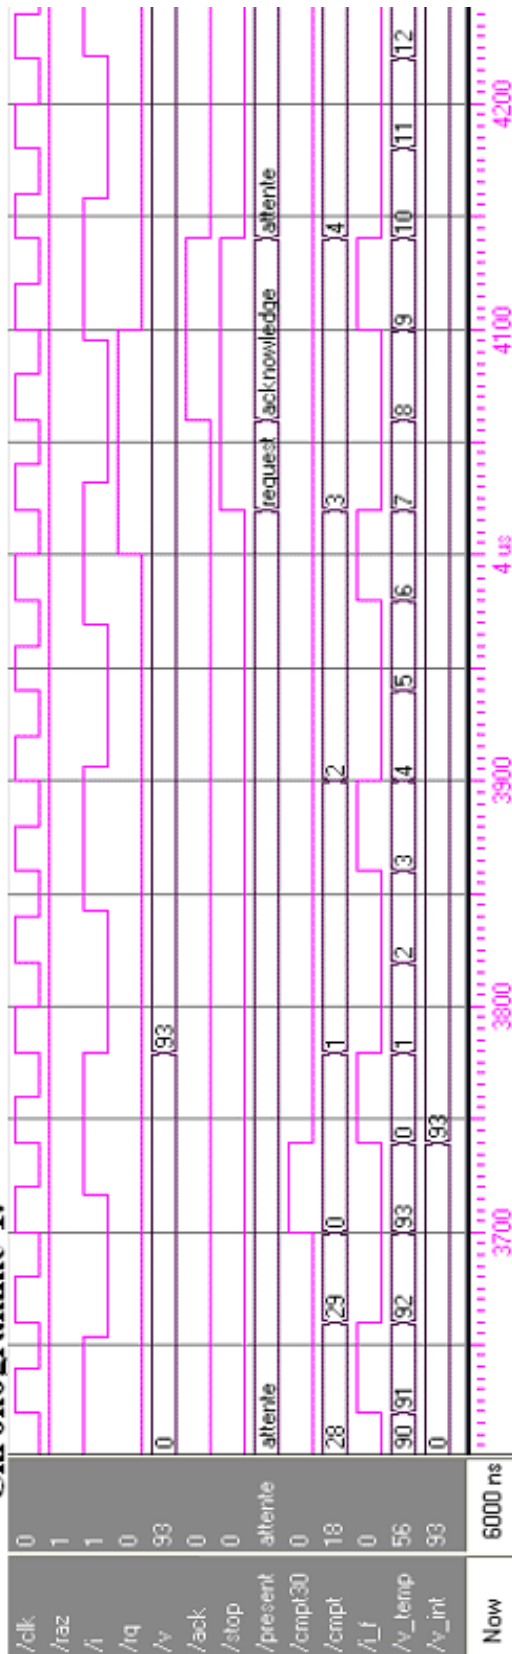 /clk 0
/raz 1
/i 1
/rq 0
/v 93 0 93
/ack 0
/stop 0
/present attente attente request acknowledge attente
/cmpt30 0
/cmpt 18 28 29 0 1 2 3 4
/i_f 0
/v_temp 56 90 91 92 93 0 1 2 3 4 5 6 7 8 9 10 11 12
/v_int 93 0 93
Now 6000 ns 3700 3800 3900 4 us 4100 4200